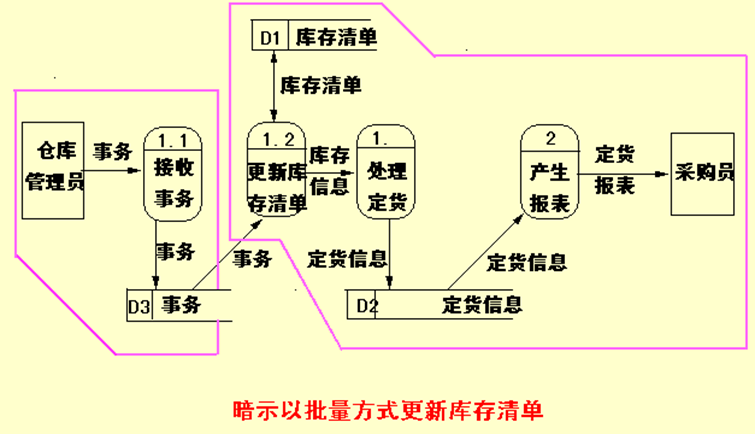 D1 库存清单
库存清单
仓库
管理员
事务
1.1
接收
事务
1.2
更新库
存清单
库存
信息
1.
处理
定货
2
产生
报表
定货
报表
采购员
事务
事务
定货信息
定货信息
D3 事务
D2 定货信息
暗示以批量方式更新库存清单